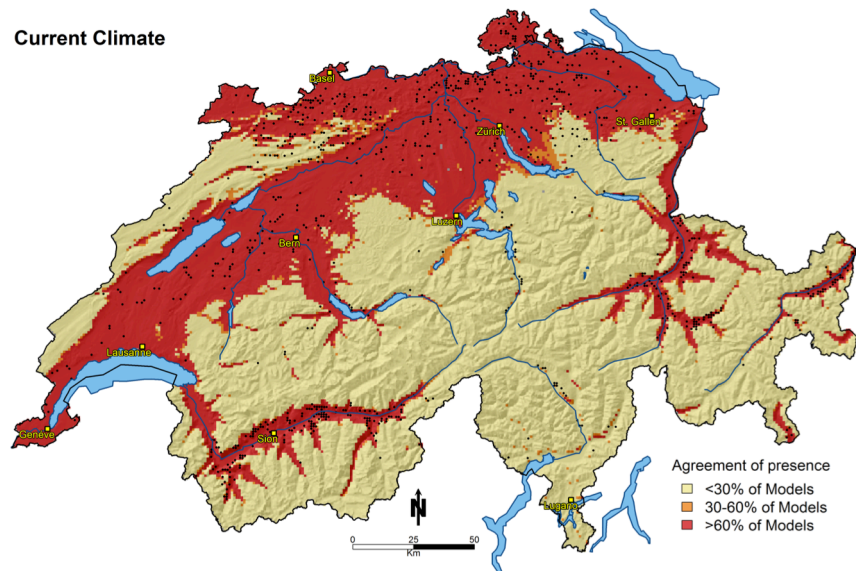 Current Climate
Basel
Zürich
St. Gallen
Luzern
Bern
Lausanne
Genève
Sion
Lugano
N
Agreement of presence
<30% of Models
30-60% of Models
>60% of Models
0 25 50
Km